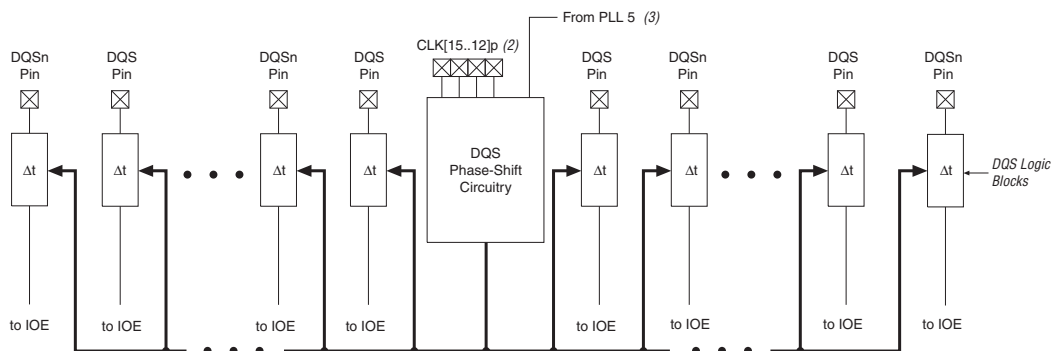 From PLL 5 (3)
CLK[15..12]p (2)
DQSn
Pin
DQS
Pin
DQSn
Pin
DQS
Pin
DQS
Pin
DQSn
Pin
DQS
Pin
DQSn
Pin
Δt
Δt
Δt
Δt
DQS
Phase-Shift
Circuitry
Δt
Δt
Δt
Δt
DQS Logic
Blocks
to IOE
to IOE
to IOE
to IOE
to IOE
to IOE
to IOE
to IOE